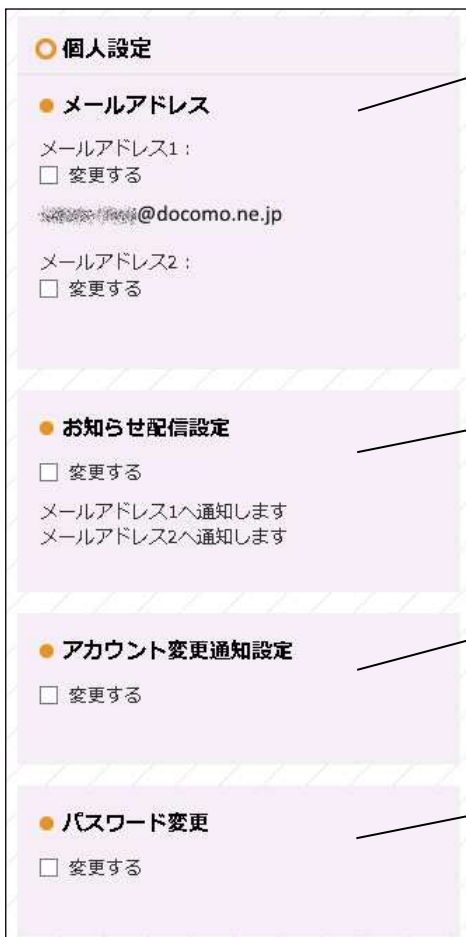 個人設定
メールアドレス
メールアドレス1：
変更する
@docomo.ne.jp
メールアドレス2：
変更する
お知らせ配信設定
変更する
メールアドレス1へ通知します
メールアドレス2へ通知します
アカウント変更通知設定
変更する
パスワード変更
変更する